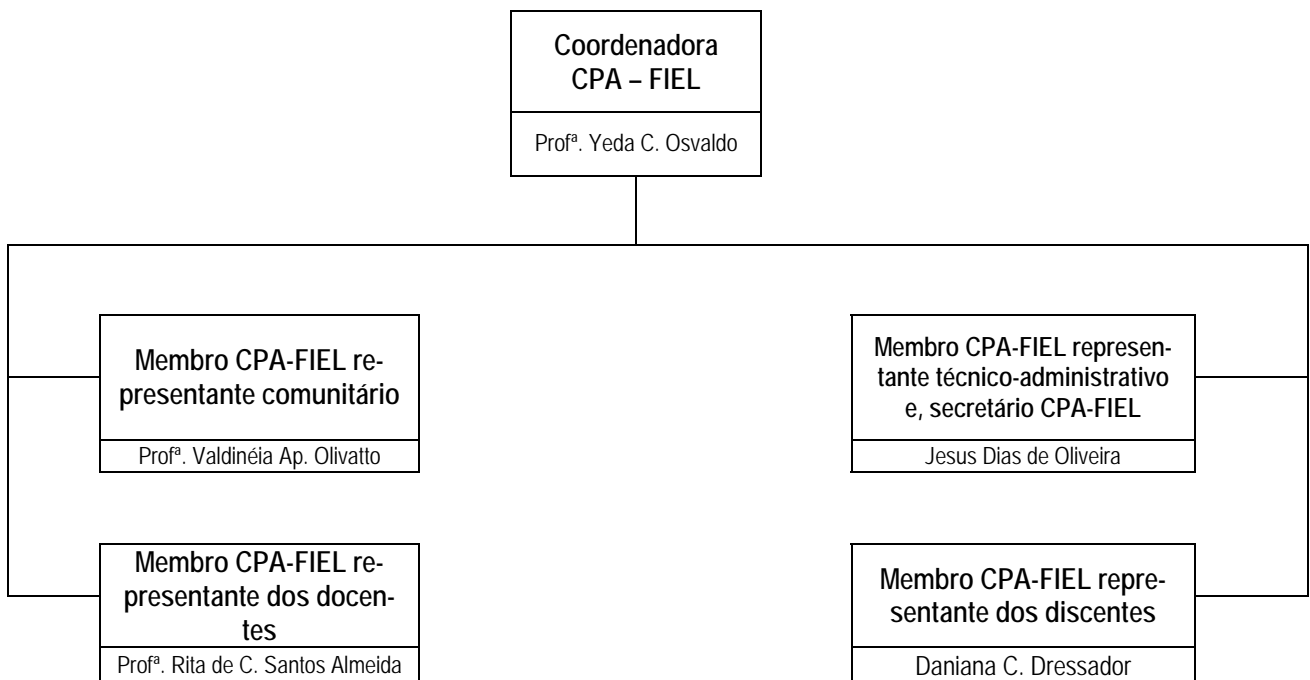 Coordenadora
CPA – FIEL
Profª. Yeda C. Osvaldo
Membro CPA-FIEL re-
presentante comunitário
Profª. Valdinéia Ap. Olivatto
Membro CPA-FIEL represen-
tante técnico-administrativo
e, secretário CPA-FIEL
Jesus Dias de Oliveira
Membro CPA-FIEL re-
presentante dos docen-
tes
Profª. Rita de C. Santos Almeida
Membro CPA-FIEL repre-
sentante dos discentes
Daniana C. Dressador